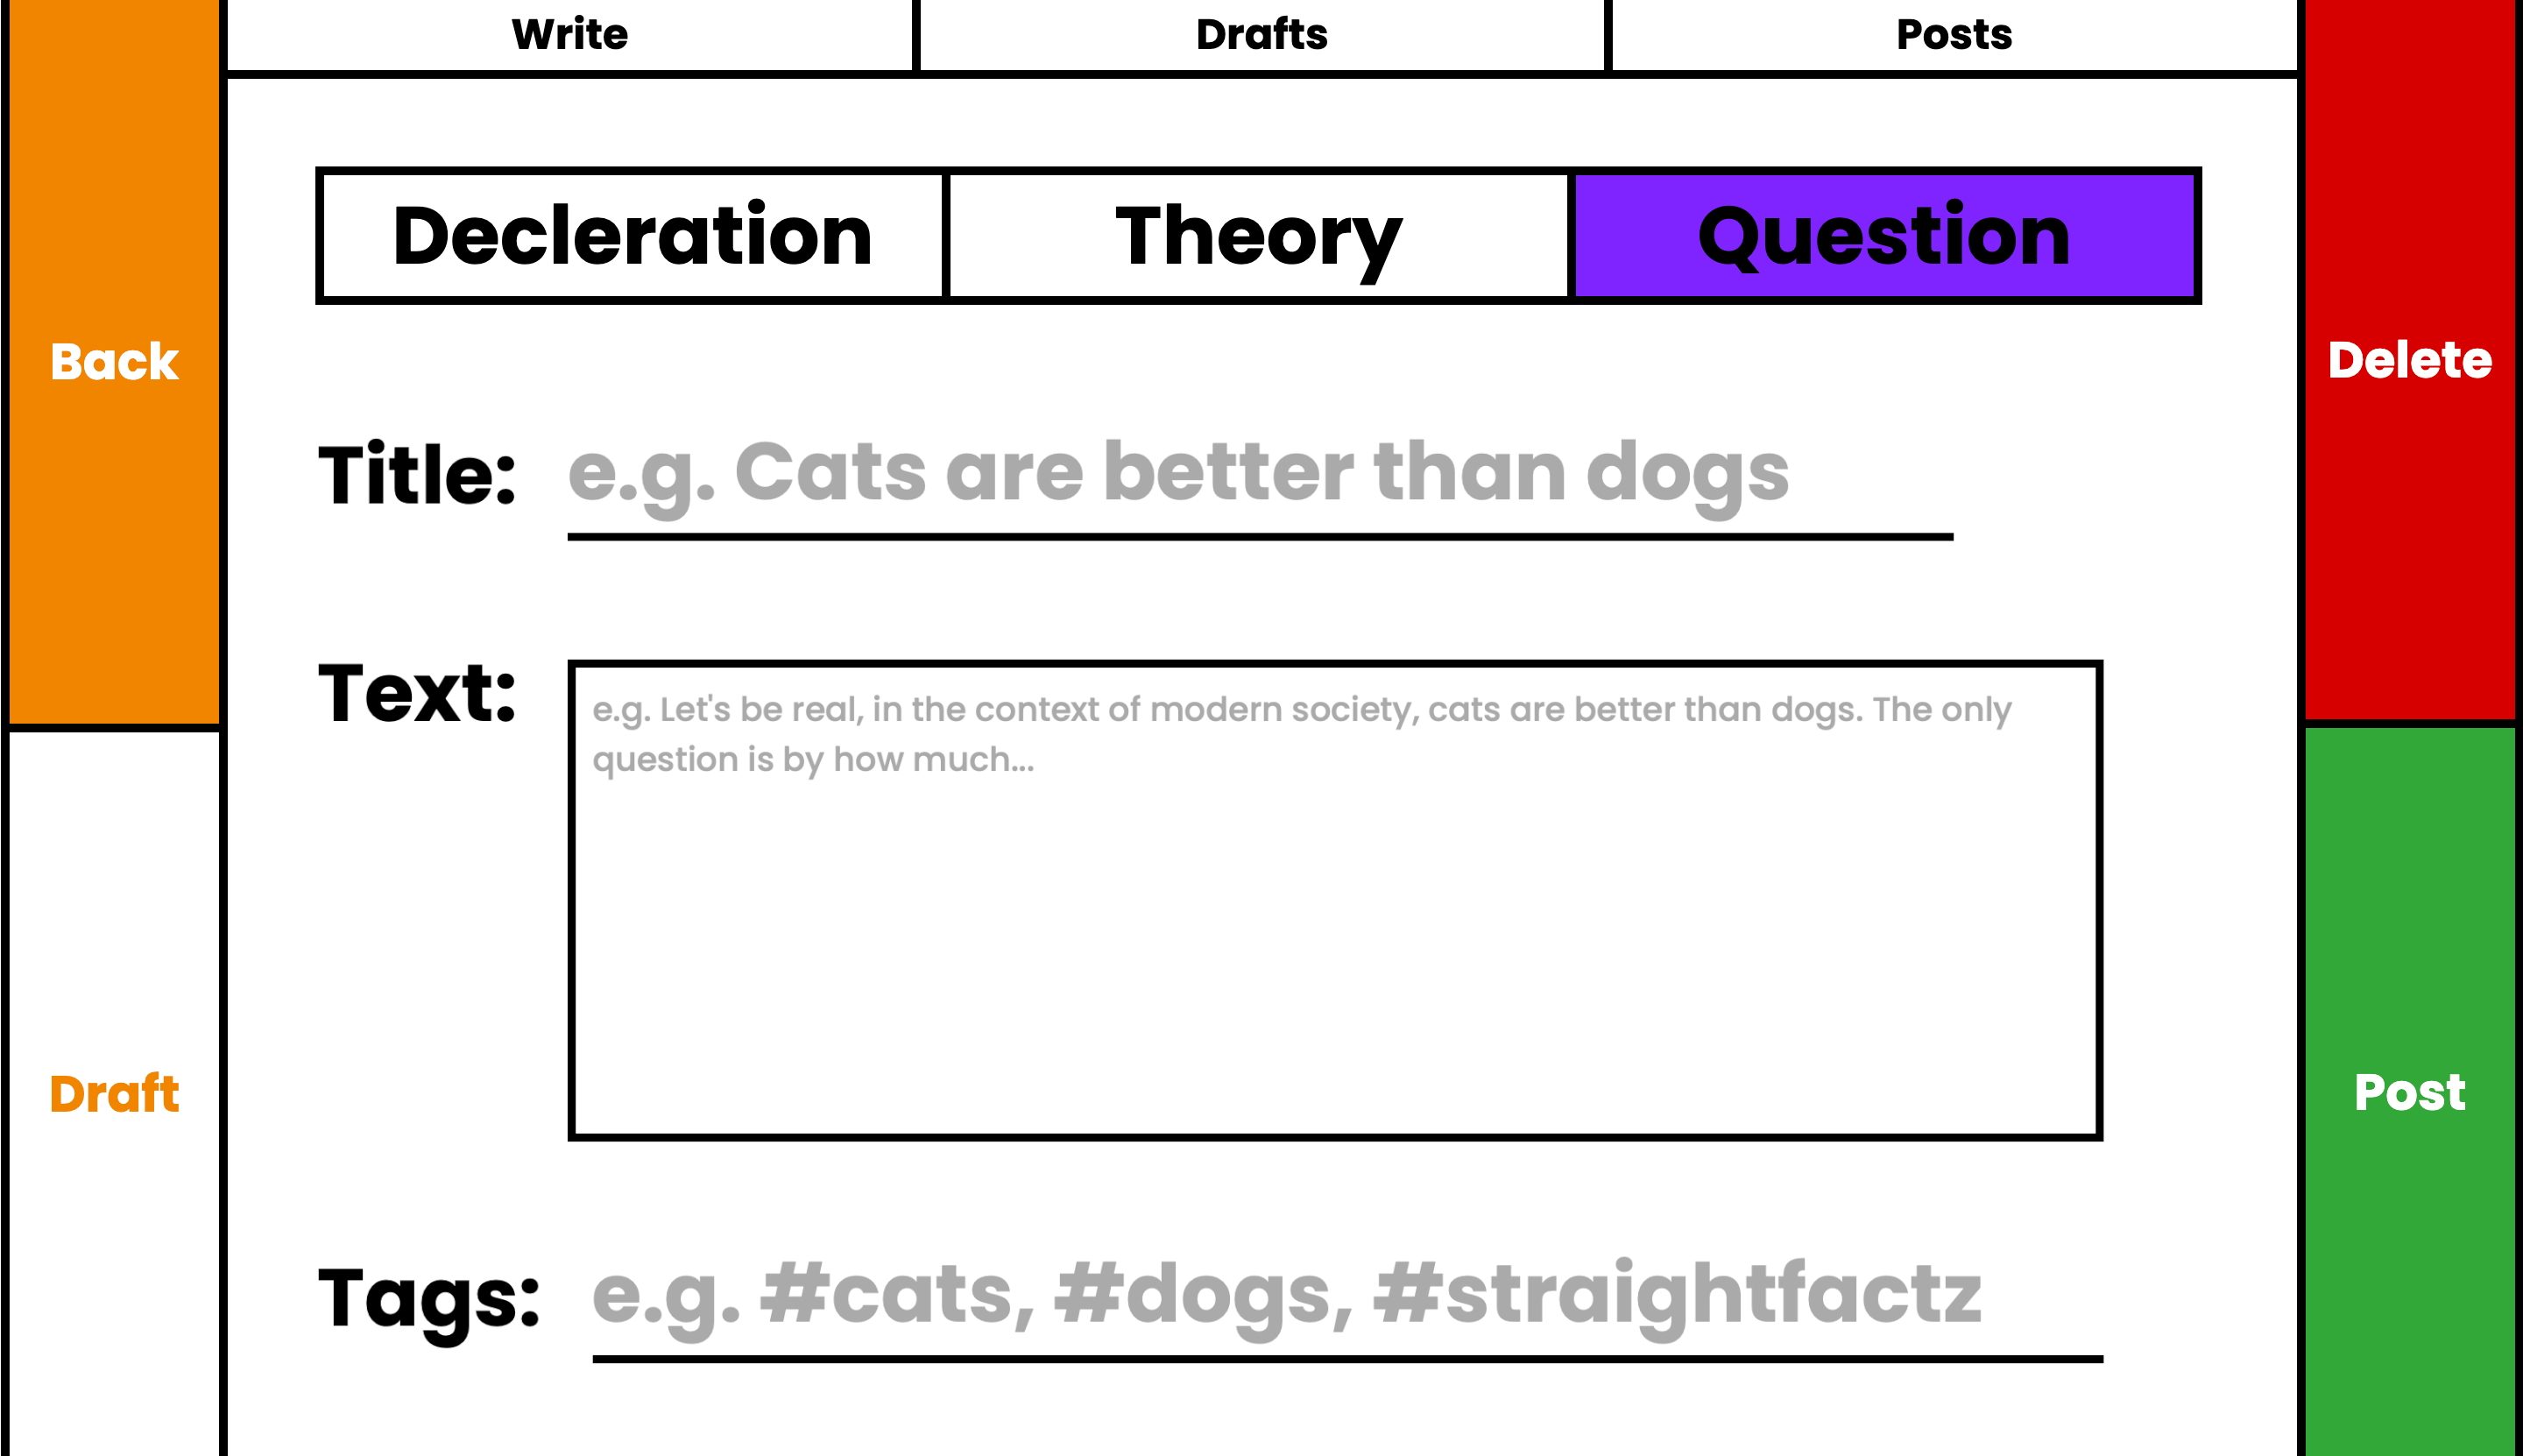 Write
Drafts
Posts
Decleration
Theory
Question
Back
Delete
Title:
e.g. Cats are better than dogs
Text:
e.g. Let's be real, in the context of modern society, cats are better than dogs. The only
question is by how much...
Draft
Post
Tags:
e.g. #cats, #dogs, #straightfactz